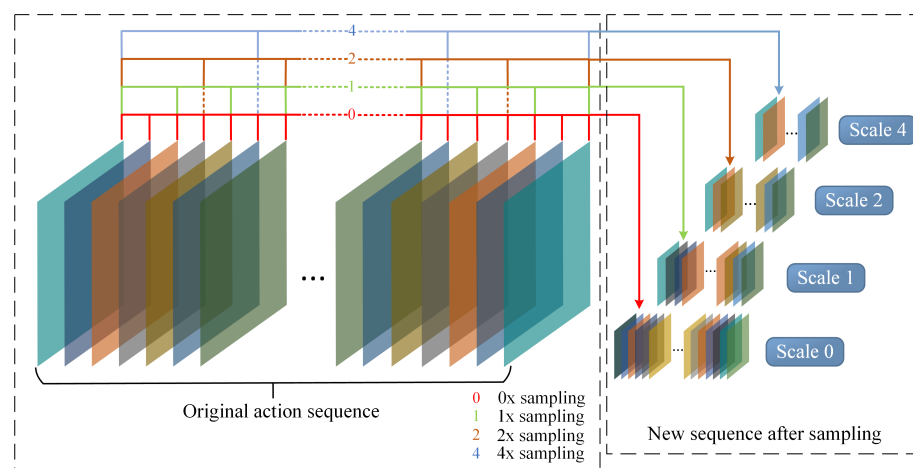 4
2
1
0
...
Original action sequence
0 0x sampling
1 1x sampling
2 2x sampling
4 4x sampling
... Scale 4
... Scale 2
... Scale 1
... Scale 0
New sequence after sampling